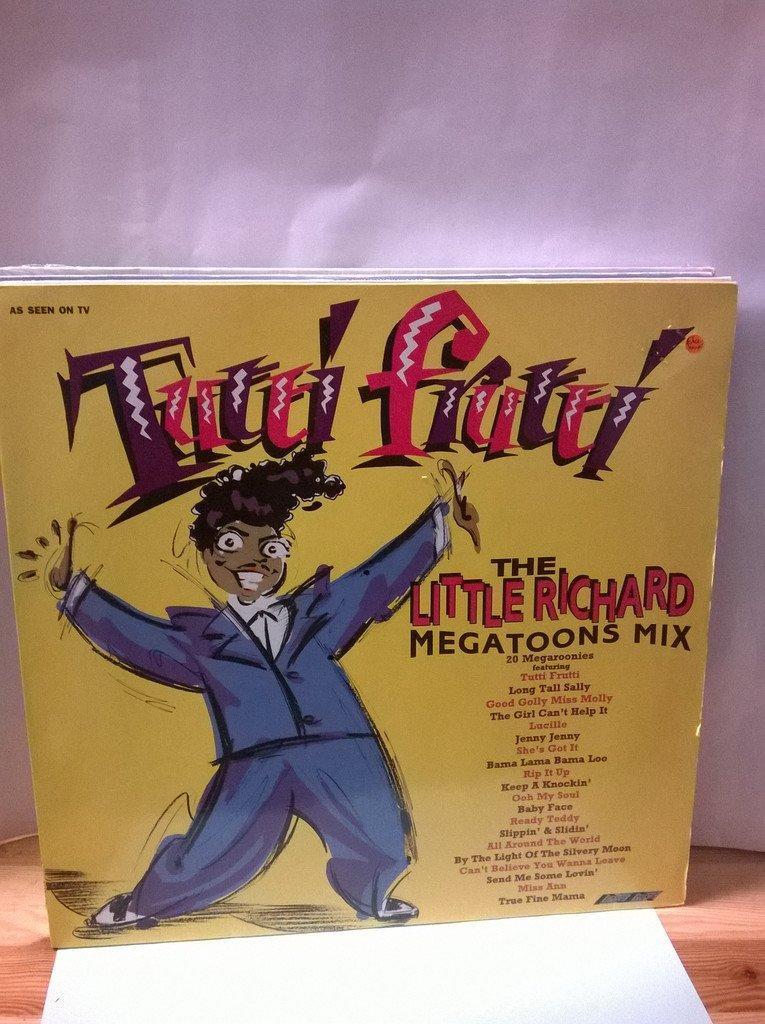 AS SEEN ON TV
Tutti frutti
THE
LITTLE RICHARD
MEGATOONS MIX
20 Megaroonies
featuring
Tutti Frutti
Long Tall Sally
Good Golly Miss Molly
The Girl Can't Help It
Lucille
Jenny Jenny
She's Got It
Bama Lama Bama Loo
Rip It Up
Keep A Knockin'
Ooh My Soul
Baby Face
Ready Teddy
Slippin' & Slidin'
All Around The World
By The Light Of The Silvery Moon
Can't Believe You Wanna Leave
Send Me Some Lovin'
Miss Ann
True Fine Mama